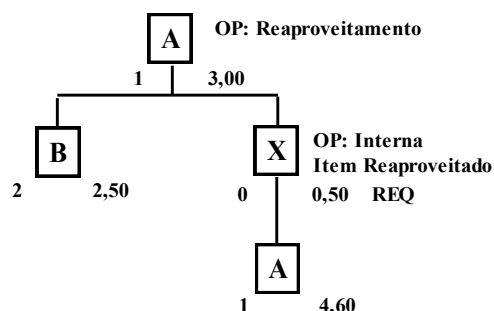 A
OP: Reaproveitamento
1 3,00
B
X
OP: Interna
Item Reaproveitado
2 2,50
0 0,50 REQ
A
1 4,60